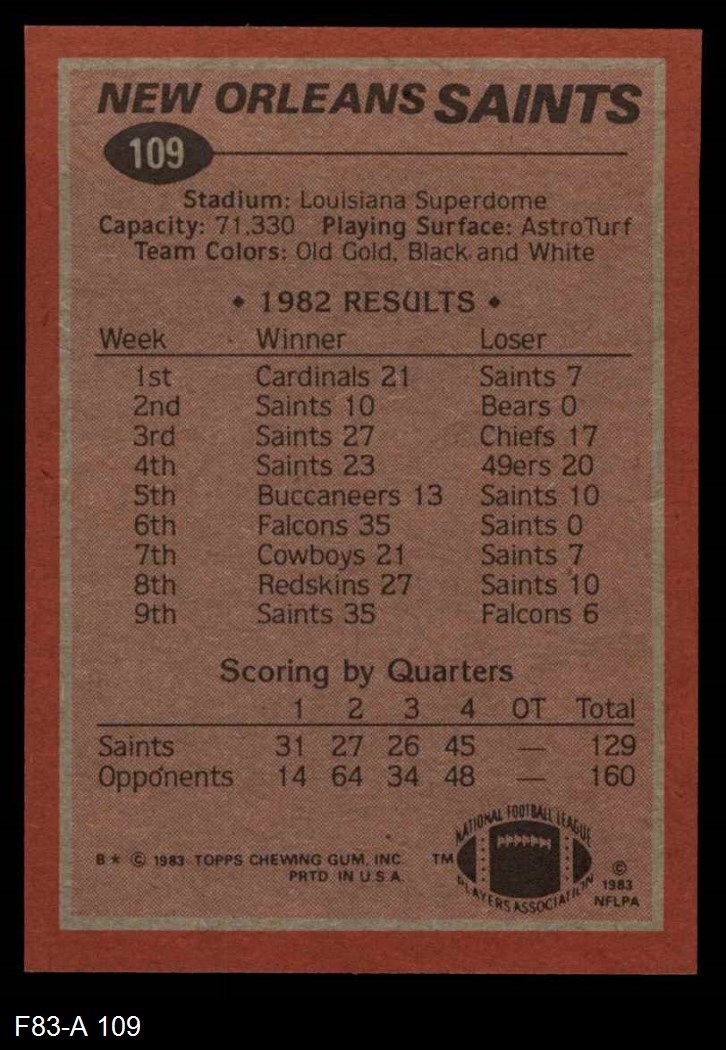 NEW ORLEANS SAINTS
109
Stadium: Louisiana Superdome
Capacity: 71,330 Playing Surface: AstroTurf
Team Colors: Old Gold, Black and White
• 1982 RESULTS •
Week Winner Loser
1st Cardinals 21 Saints 7
2nd Saints 10 Bears 0
3rd Saints 27 Chiefs 17
4th Saints 23 49ers 20
5th Buccaneers 13 Saints 10
6th Falcons 35 Saints 0
7th Cowboys 21 Saints 7
8th Redskins 27 Saints 10
9th Saints 35 Falcons 6
Scoring by Quarters
1 2 3 4 OT Total
Saints 31 27 26 45 — 129
Opponents 14 64 34 48 — 160
B * © 1983 TOPPS CHEWING GUM, INC.
PRTD. IN U.S.A.
TM
NATIONAL FOOTBALL LEAGUE
PLAYERS ASSOCIATION
©
1983
NFLPA
F83-A 109